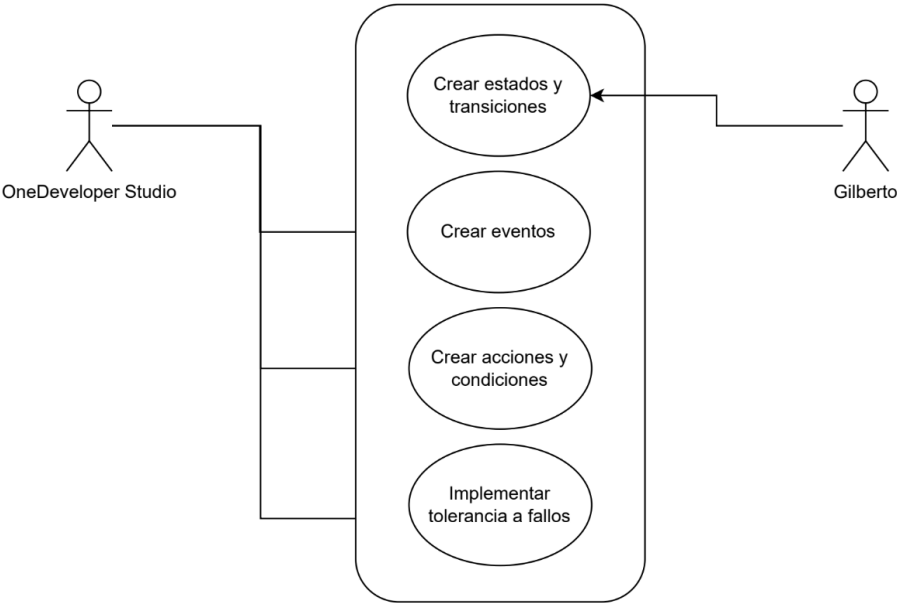 Crear estados y
transiciones
OneDeveloper Studio
Gilberto
Crear eventos
Crear acciones y
condiciones
Implementar
tolerancia a fallos